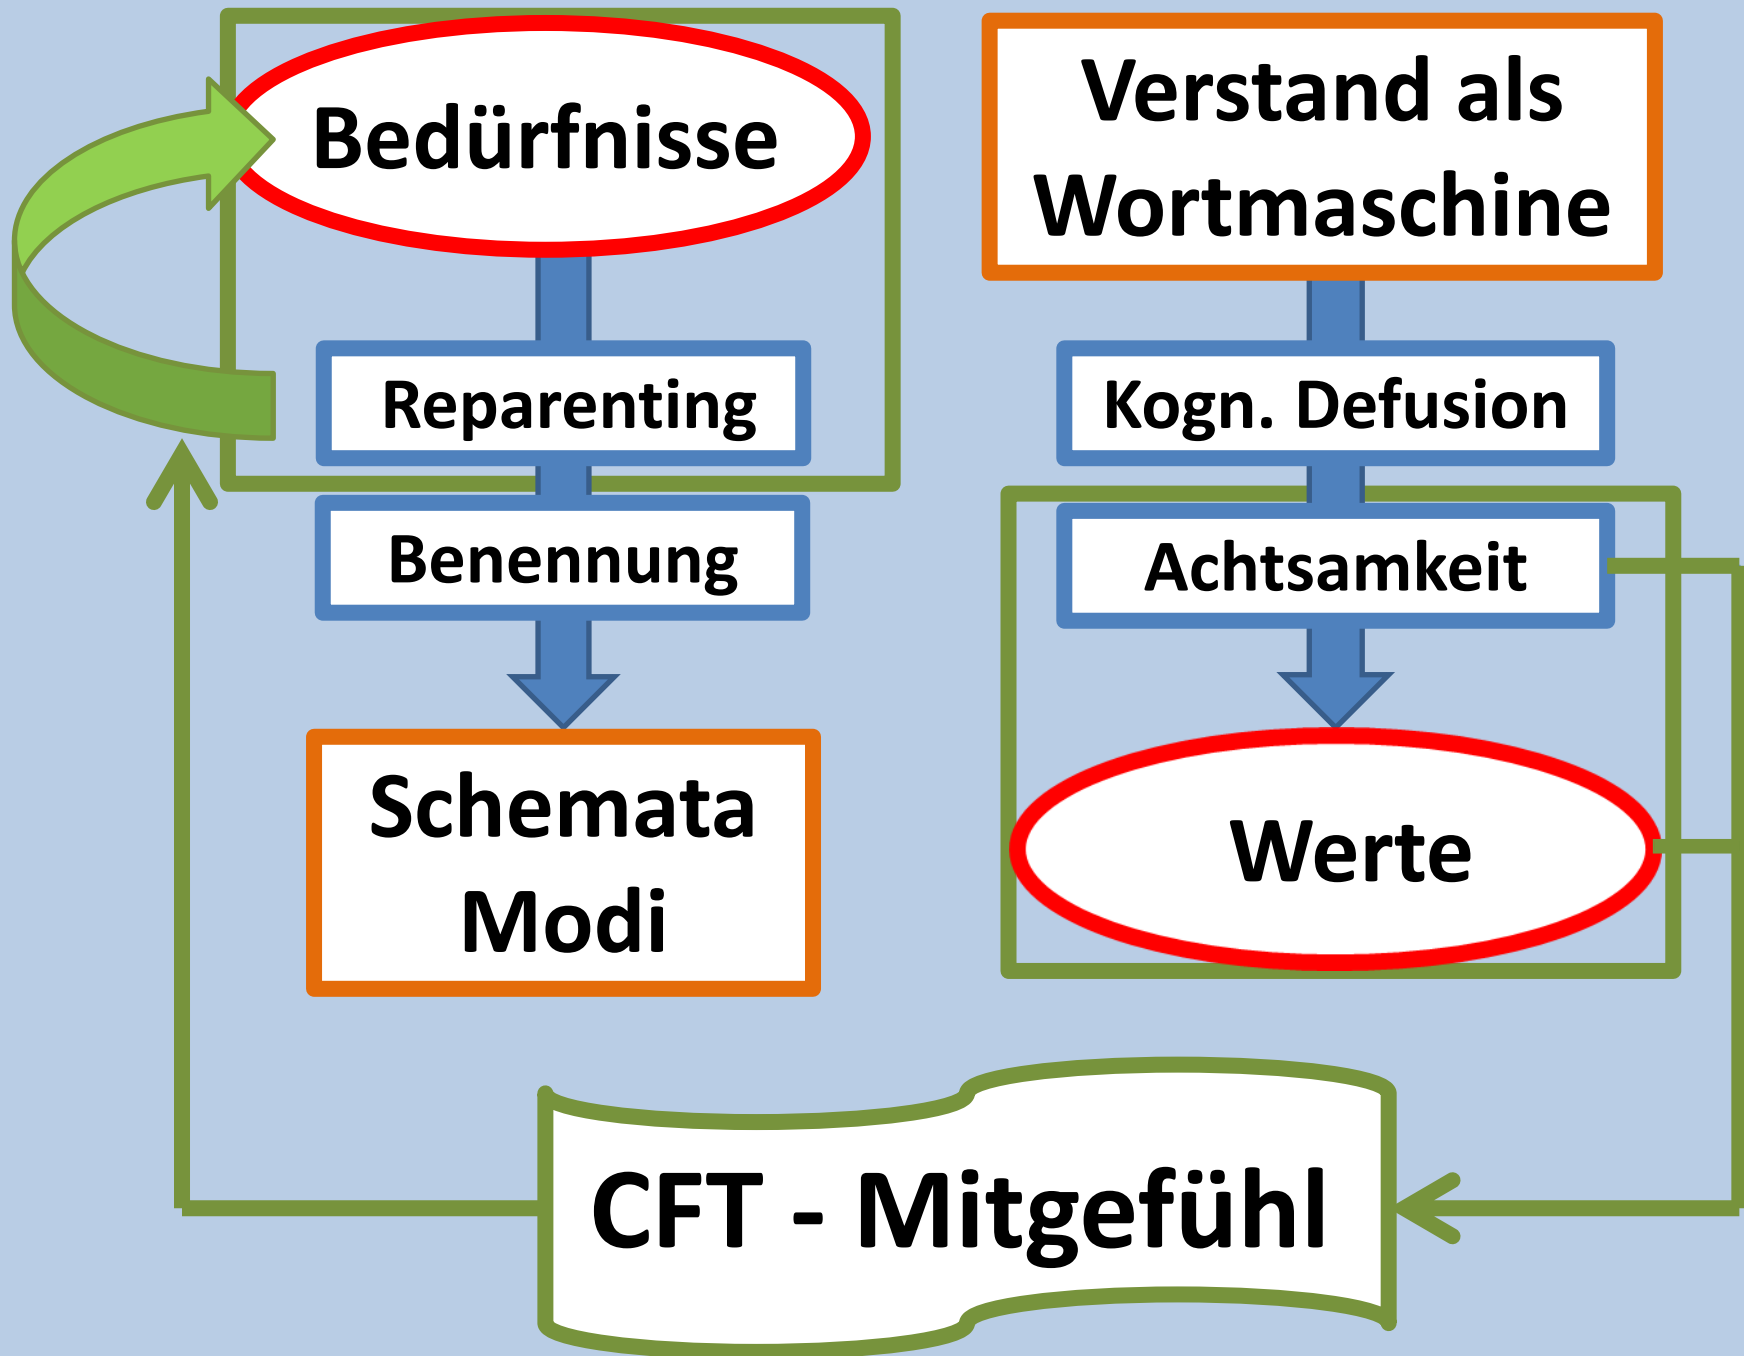 Bedürfnisse
Reparenting
Benennung
Schemata
Modi
Verstand als
Wortmaschine
Kogn. Defusion
Achtsamkeit
Werte
CFT - Mitgefühl